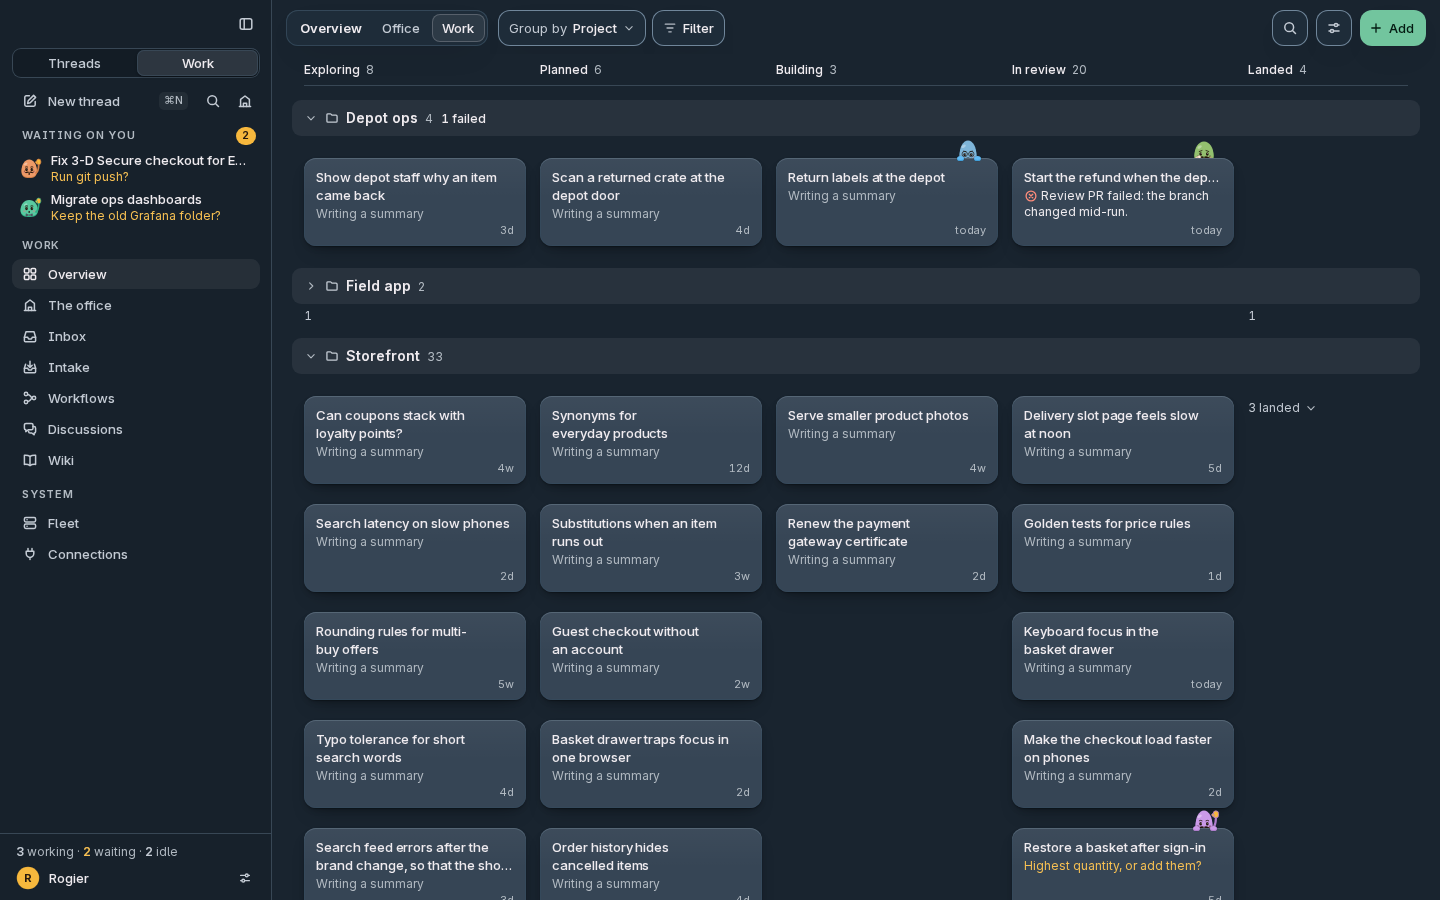 Threads
Work
New thread
⌘N
WAITING ON YOU
2
Fix 3-D Secure checkout for E…
Run git push?
Migrate ops dashboards
Keep the old Grafana folder?
WORK
Overview
The office
Inbox
Intake
Workflows
Discussions
Wiki
SYSTEM
Fleet
Connections
3 working · 2 waiting · 2 idle
R
Rogier
Overview
Office
Work
Group by Project
Filter
Add
Exploring 8
Planned 6
Building 3
In review 20
Landed 4
Depot ops 4 1 failed
Show depot staff why an item
came back
Writing a summary
3d
Scan a returned crate at the
depot door
Writing a summary
4d
Return labels at the depot
Writing a summary
today
Start the refund when the dep…
Review PR failed: the branch
changed mid-run.
today
Field app 2
1
1
Storefront 33
Can coupons stack with
loyalty points?
Writing a summary
4w
Synonyms for
everyday products
Writing a summary
12d
Serve smaller product photos
Writing a summary
4w
Delivery slot page feels slow
at noon
Writing a summary
5d
3 landed
Search latency on slow phones
Writing a summary
2d
Substitutions when an item
runs out
Writing a summary
3w
Renew the payment
gateway certificate
Writing a summary
2d
Golden tests for price rules
Writing a summary
1d
Rounding rules for multi-
buy offers
Writing a summary
5w
Guest checkout without
an account
Writing a summary
2w
Keyboard focus in the
basket drawer
Writing a summary
today
Typo tolerance for short
search words
Writing a summary
4d
Basket drawer traps focus in
one browser
Writing a summary
2d
Make the checkout load faster
on phones
Writing a summary
2d
Search feed errors after the
brand change, so that the sho…
Writing a summary
3d
Order history hides
cancelled items
Writing a summary
4d
Restore a basket after sign-in
Highest quantity, or add them?
5d